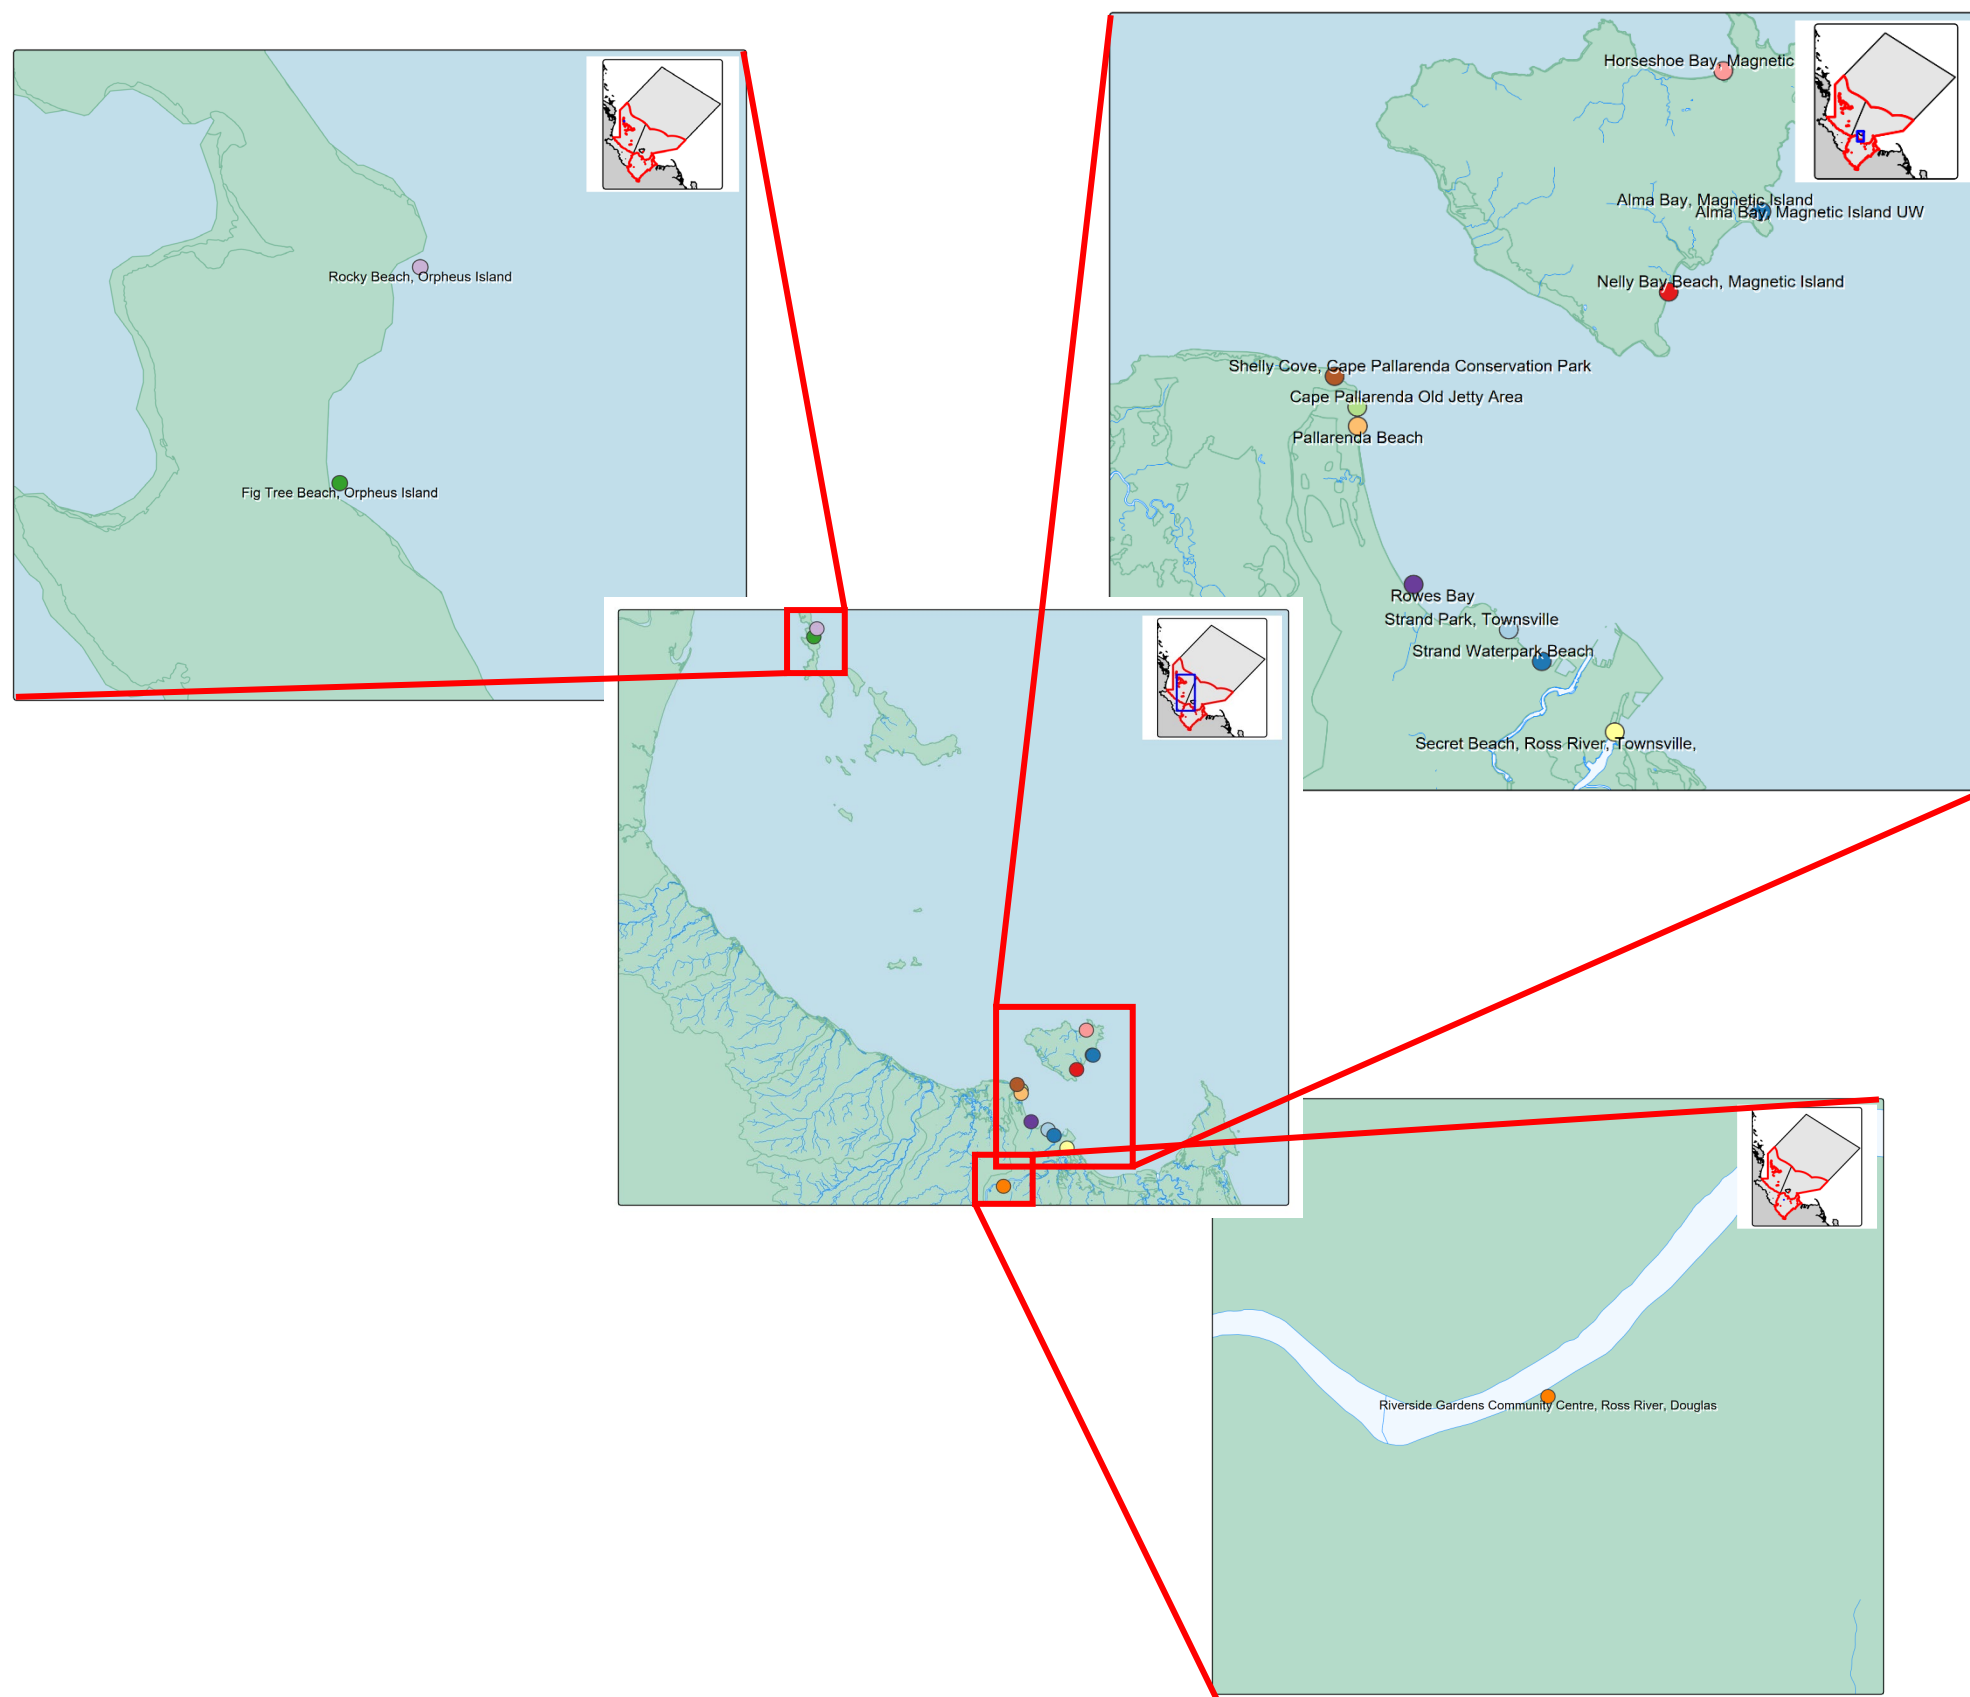 Rocky Beach, Orpheus Island
Fig Tree Beach, Orpheus Island
Horseshoe Bay, Magnetic
Alma Bay, Magnetic Island
Alma Bay, Magnetic Island UW
Nelly Bay Beach, Magnetic Island
Shelly Cove, Cape Pallarenda Conservation Park
Cape Pallarenda Old Jetty Area
Pallarenda Beach
Rowes Bay
Strand Park, Townsville
Strand Waterpark Beach
Secret Beach, Ross River, Townsville,
Riverside Gardens Community Centre, Ross River, Douglas